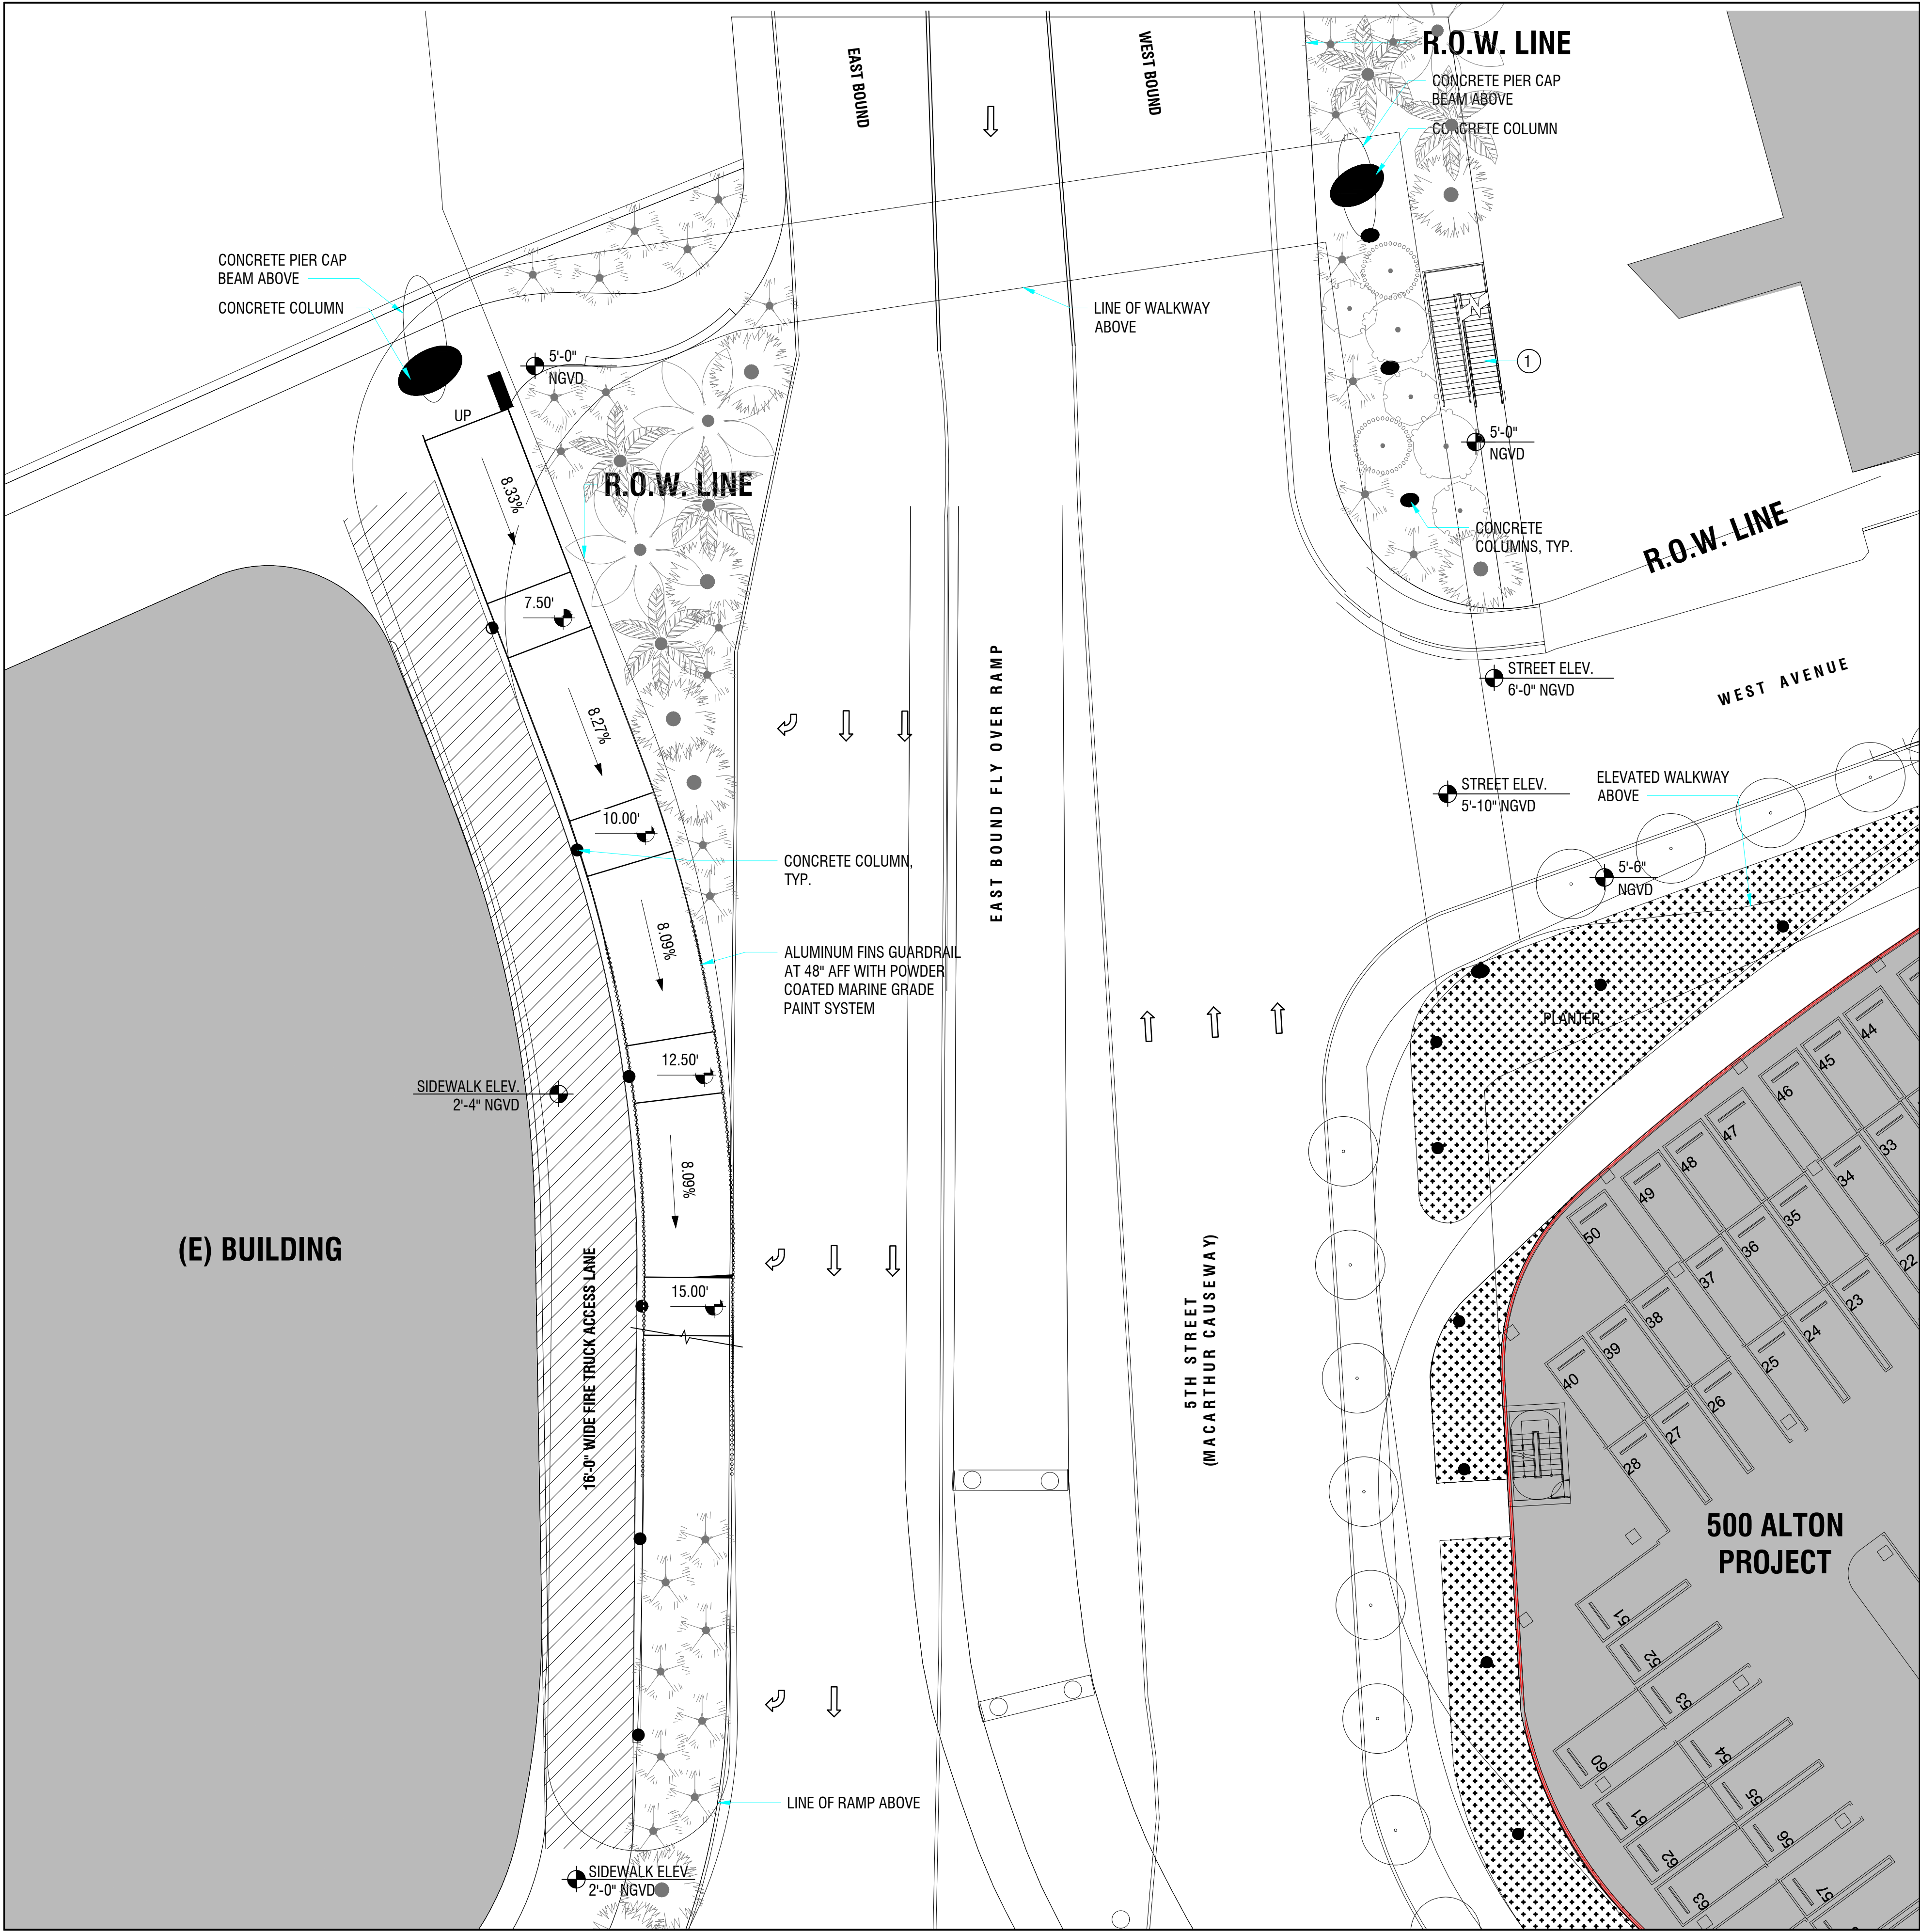 EAST BOUND
WEST BOUND
R.O.W. LINE
CONCRETE PIER CAP
BEAM ABOVE
CONCRETE COLUMN
CONCRETE PIER CAP
BEAM ABOVE
CONCRETE COLUMN
LINE OF WALKWAY
ABOVE
1
5'-0"
NGVD
UP
5'-0"
NGVD
8.33%
R.O.W. LINE
CONCRETE
COLUMNS, TYP.
R.O.W. LINE
7.50'
STREET ELEV.
6'-0" NGVD
WEST AVENUE
8.27%
EAST BOUND FLY OVER RAMP
STREET ELEV.
5'-10" NGVD
ELEVATED WALKWAY
ABOVE
10.00'
CONCRETE COLUMN,
TYP.
5'-6"
NGVD
8.09%
ALUMINUM FINS GUARDRAIL
AT 48" AFF WITH POWDER
COATED MARINE GRADE
PAINT SYSTEM
PLANTER
12.50'
SIDEWALK ELEV.
2'-4" NGVD
8.09%
(E) BUILDING
16'-0" WIDE FIRE TRUCK ACCESS LANE
15.00'
5TH STREET
(MACARTHUR CAUSEWAY)
44
45
46
47
48
49
50
33
34
35
36
37
38
39
40
22
23
24
25
26
27
28
500 ALTON
PROJECT
51
52
53
60
54
61
55
62
56
63
57
LINE OF RAMP ABOVE
SIDEWALK ELEV.
2'-0" NGVD